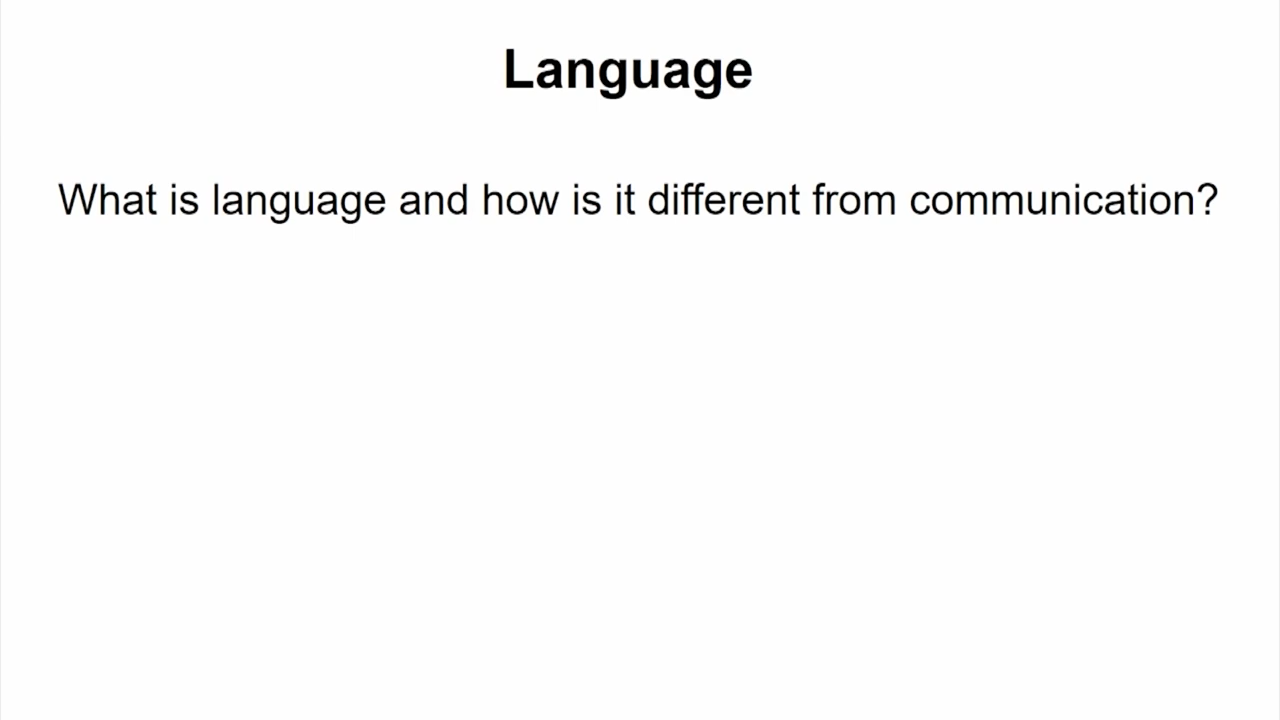 Language
What is language and how is it different from communication?